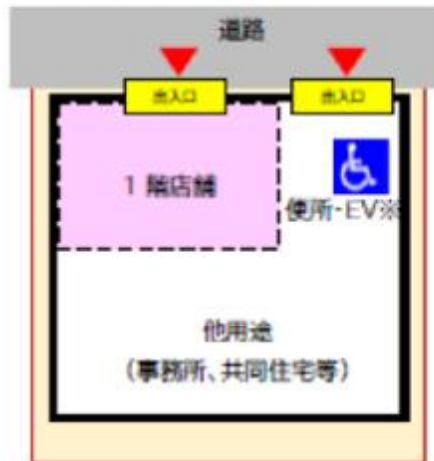 道路
出入口
出入口
1階店舗
便所・EV※
他用途
（事務所、共同住宅等）